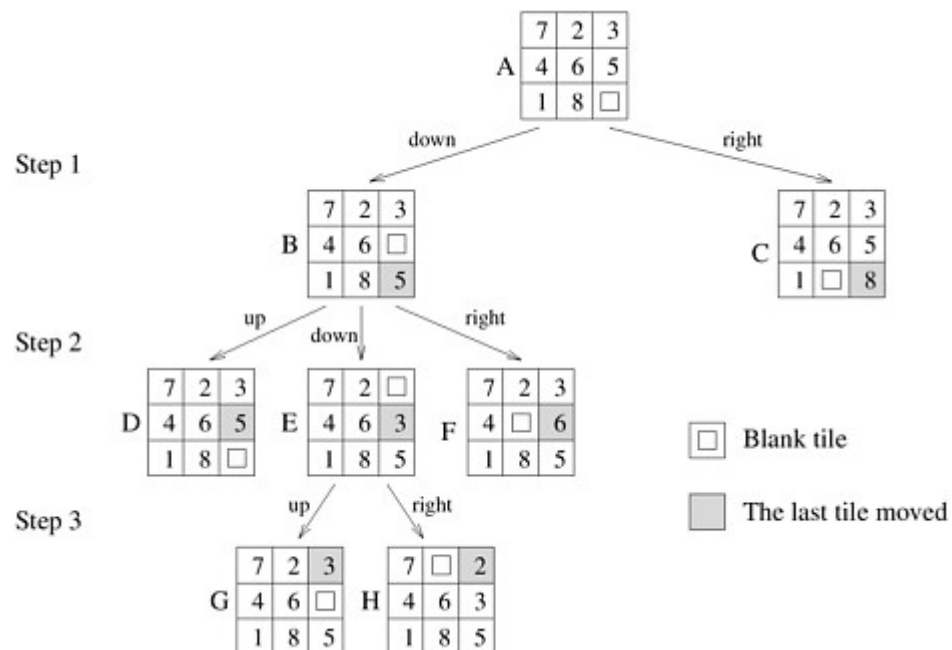 7 2 3
A 4 6 5
1 8
down right
Step 1
7 2 3 7 2 3
B 4 6 C 4 6 5
1 8 5 1 8
up down right
Step 2
7 2 3 7 2 7 2 3
D 4 6 5 E 4 6 3 F 4 6
1 8 1 8 5 1 8 5
Blank tile
up right
Step 3
The last tile moved
7 2 3 7 2
G 4 6 H 4 6 3
1 8 5 1 8 5